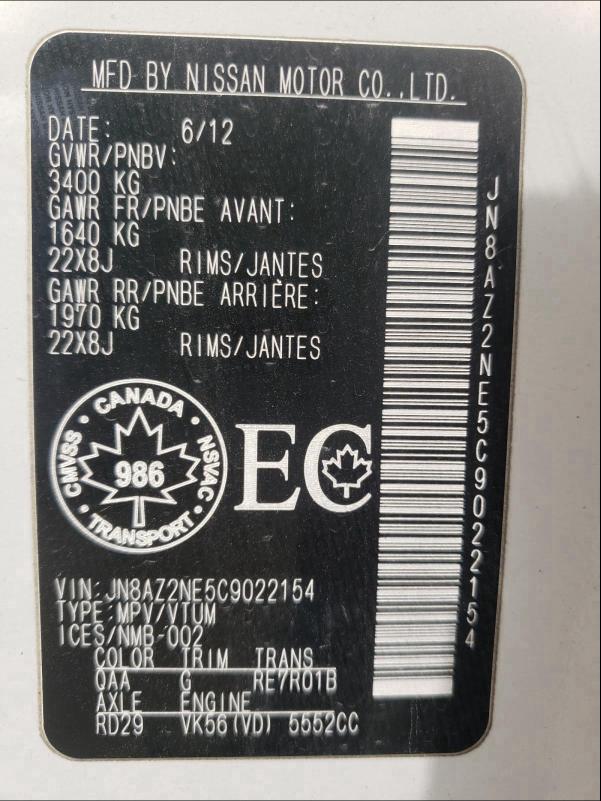 MFD BY NISSAN MOTOR CO.,LTD.
DATE: 6/12
GVWR/PNBV:
3400 KG
GAWR FR/PNBE AVANT:
1640 KG
22X8J RIMS/JANTES
GAWR RR/PNBE ARRIÈRE:
1970 KG
22X8J RIMS/JANTES
JN8AZ2NE5C9022154
CANADA
CMVSS
986
NSVAC
TRANSPORT
EC
VIN:JN8AZ2NE5C9022154
TYPE:MPV/VTUM
ICES/NMB-002
COLOR TRIM TRANS
QAA G RE7R01B
AXLE ENGINE
RD29 VK56(VD) 5552CC